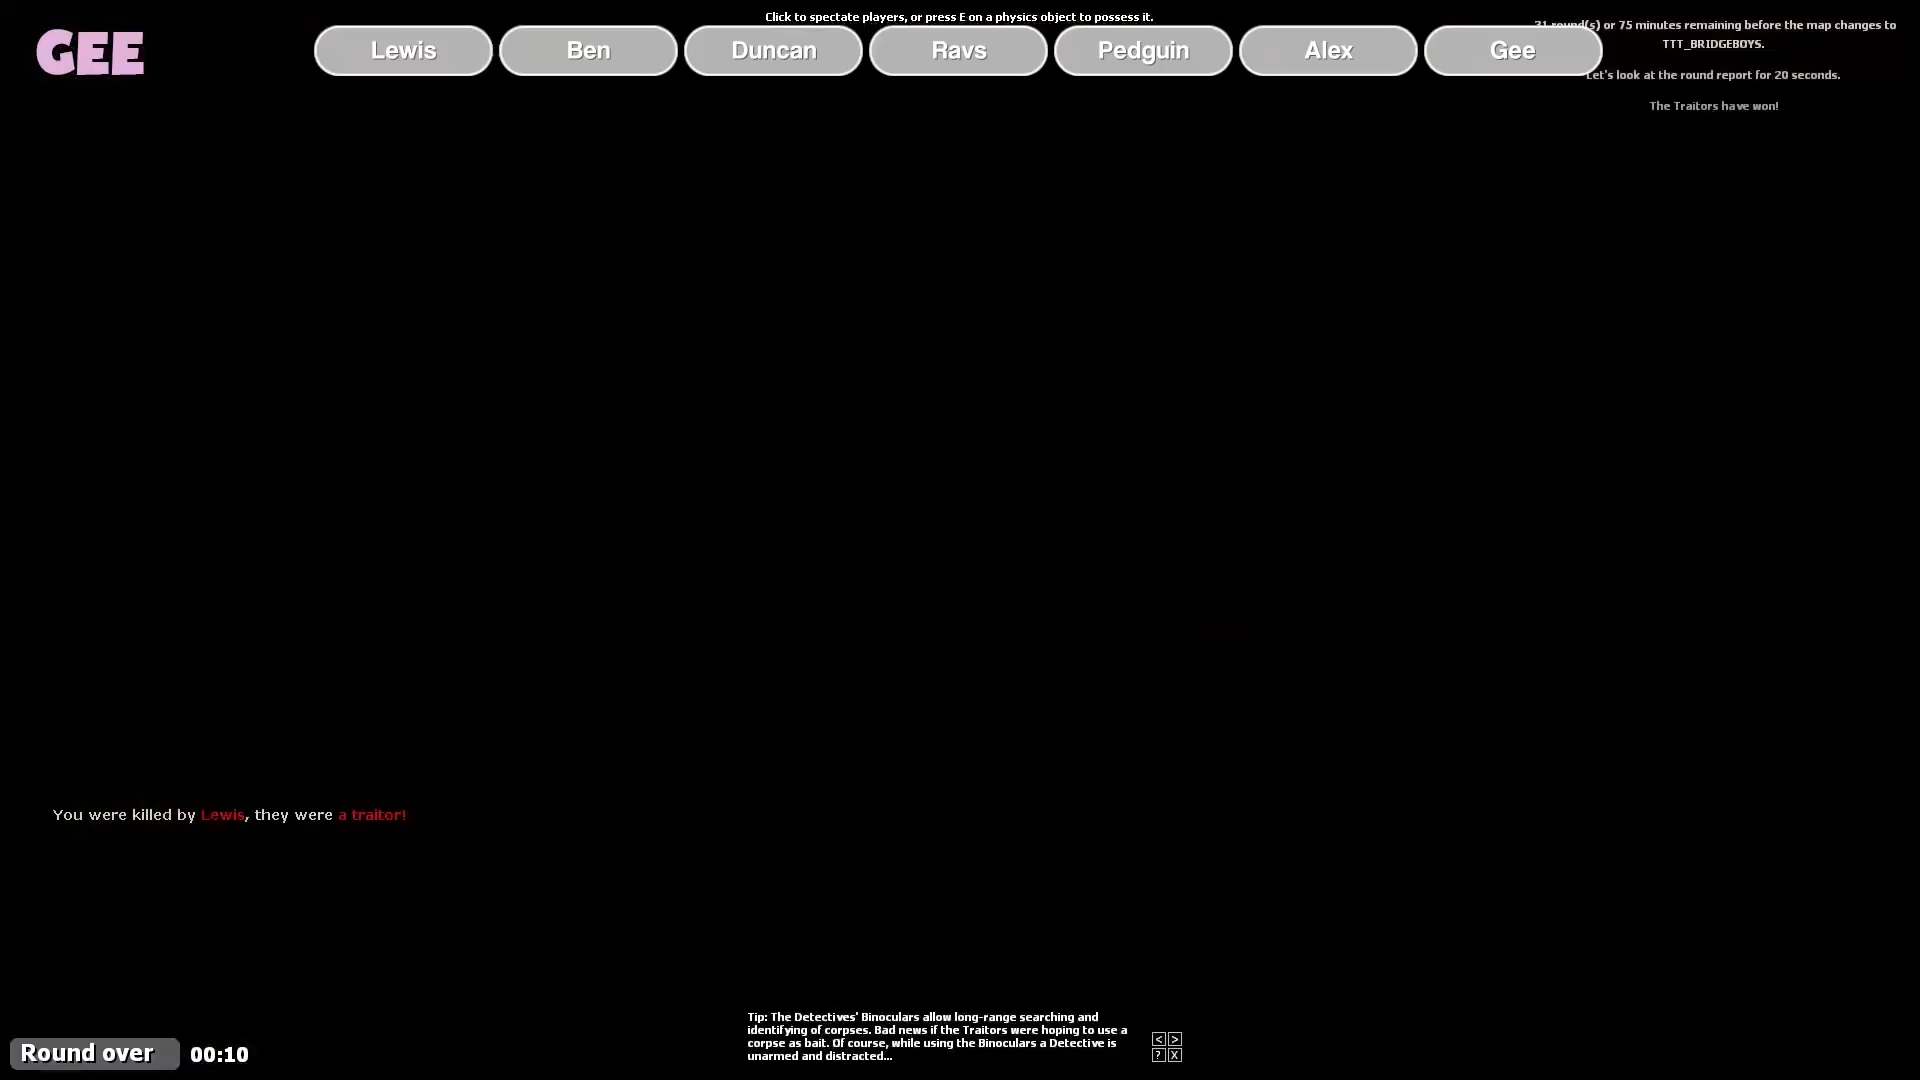 Click to spectate players, or press E on a physics object to possess it.
GEE
Lewis
Ben
Duncan
Ravs
Pedguin
Alex
Gee
31 round(s) or 75 minutes remaining before the map changes to
TTT_BRIDGEBOYS.
Let's look at the round report for 20 seconds.
The Traitors have won!
You were killed by Lewis, they were a traitor!
Tip: The Detectives' Binoculars allow long-range searching and
identifying of corpses. Bad news if the Traitors were hoping to use a
corpse as bait. Of course, while using the Binoculars a Detective is
unarmed and distracted...
< >
? X
Round over 00:10